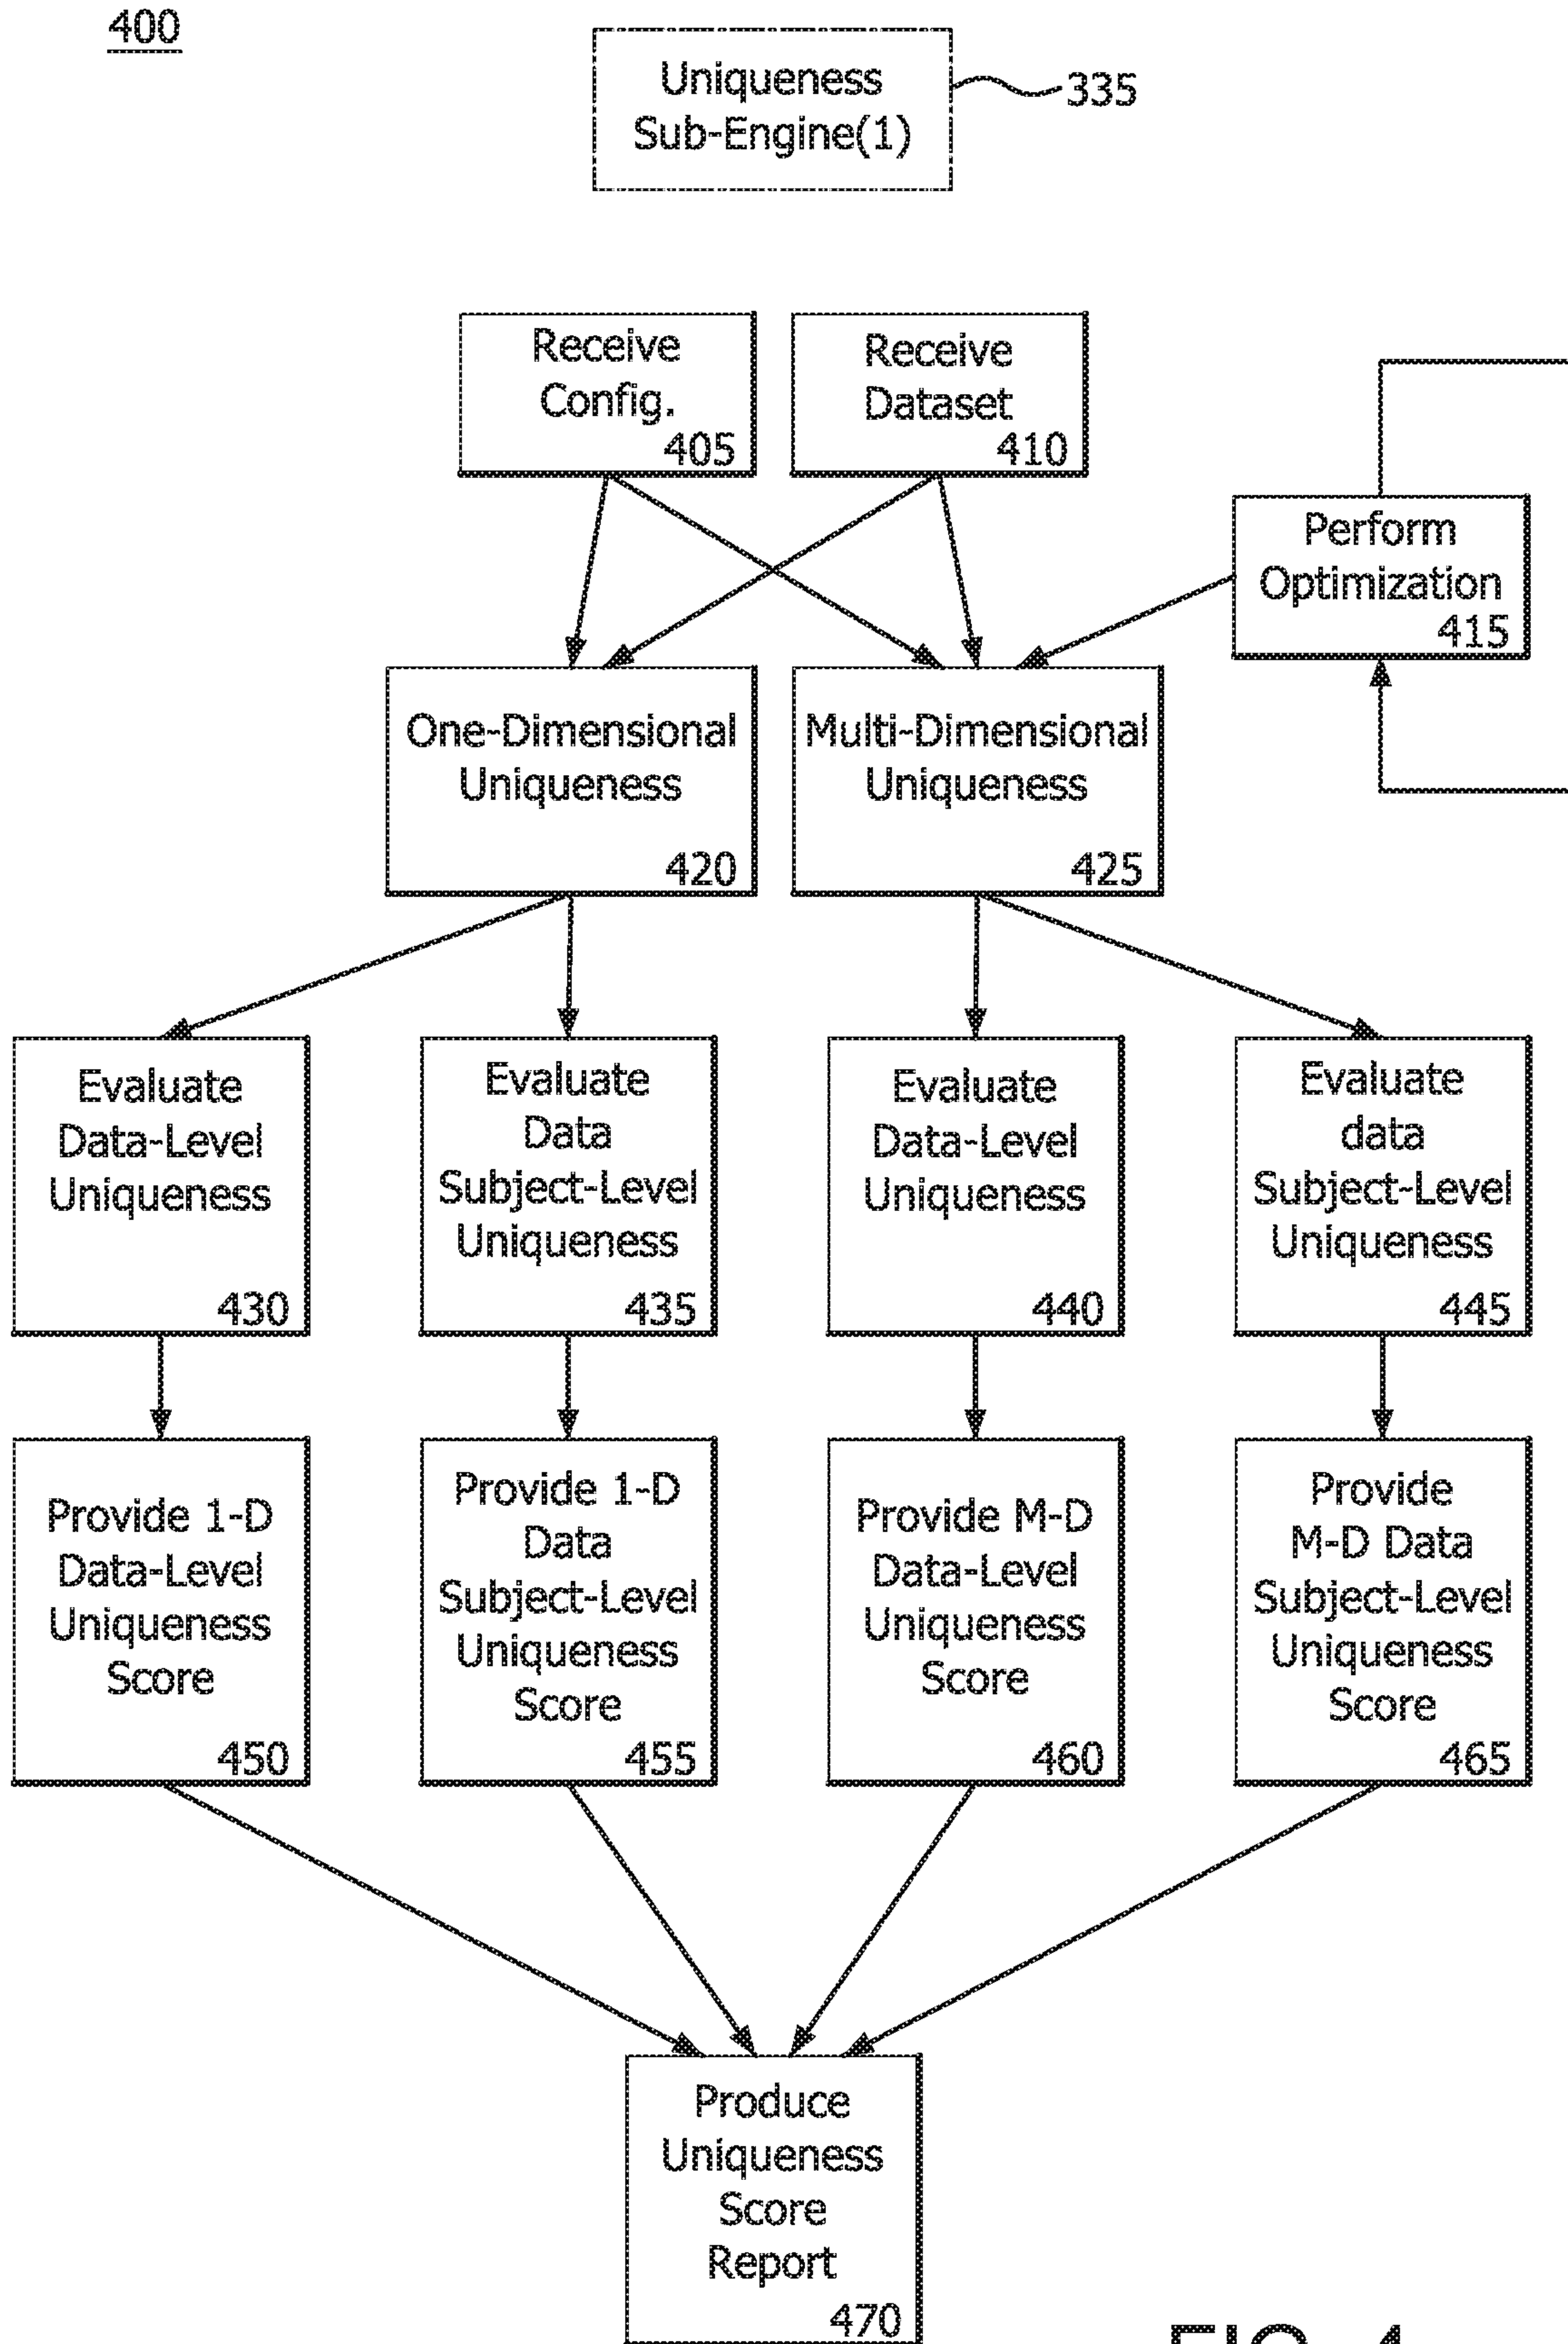 400
Uniqueness
Sub-Engine(1)
335
Receive
Config.
405
Receive
Dataset
410
Perform
Optimization
415
One-Dimensional
Uniqueness
420
Multi-Dimensional
Uniqueness
425
Evaluate
Data-Level
Uniqueness
430
Evaluate
Data
Subject-Level
Uniqueness
435
Evaluate
Data-Level
Uniqueness
440
Evaluate
data
Subject-Level
Uniqueness
445
Provide 1-D
Data-Level
Uniqueness
Score
450
Provide 1-D
Data
Subject-Level
Uniqueness
Score
455
Provide M-D
Data-Level
Uniqueness
Score
460
Provide
M-D Data
Subject-Level
Uniqueness
Score
465
Produce
Uniqueness
Score
Report
470
FIG. 4